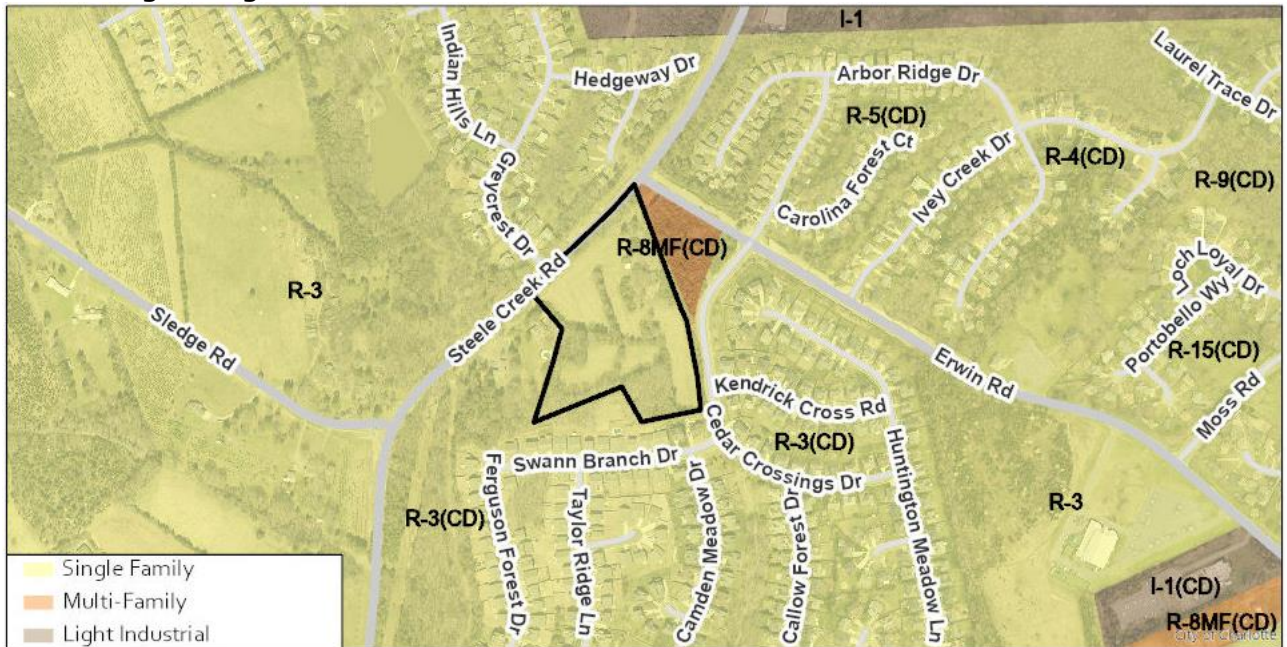 I-1
Indian Hills Ln
Hedgeway Dr
Arbor Ridge Dr
Laurel Trace Dr
R-5(CD)
Greycrest Dr
Carolina Forest Ct
Ivey Creek Dr
R-4(CD)
R-9(CD)
R-8MF(CD)
Loch Loyal Dr
R-3
Steele Creek Rd
Sledge Rd
Portobello Wy
R-15(CD)
Erwin Rd
Moss Rd
Kendrick Cross Rd
Cedar Crossings Dr
R-3(CD)
Huntington Meadow Ln
Swann Branch Dr
Ferguson Forest Dr
Taylor Ridge Ln
Camden Meadow Dr
Callow Forest Dr
R-3(CD)
R-3
I-1(CD)
R-8MF(CD)
City of Charlotte
Single Family
Multi-Family
Light Industrial